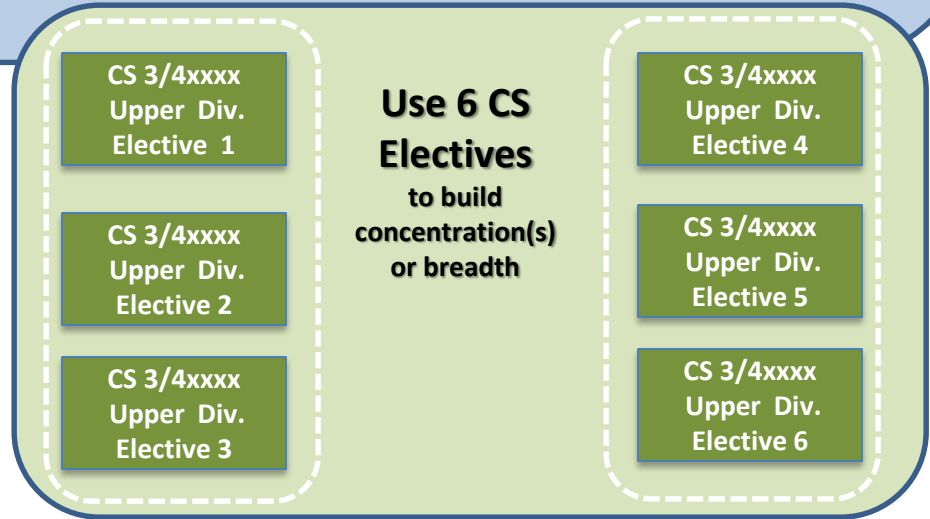 CS 3/4xxxx
Upper Div.
Elective 1
CS 3/4xxxx
Upper Div.
Elective 2
CS 3/4xxxx
Upper Div.
Elective 3
Use 6 CS
Electives
to build
concentration(s)
or breadth
CS 3/4xxxx
Upper Div.
Elective 4
CS 3/4xxxx
Upper Div.
Elective 5
CS 3/4xxxx
Upper Div.
Elective 6